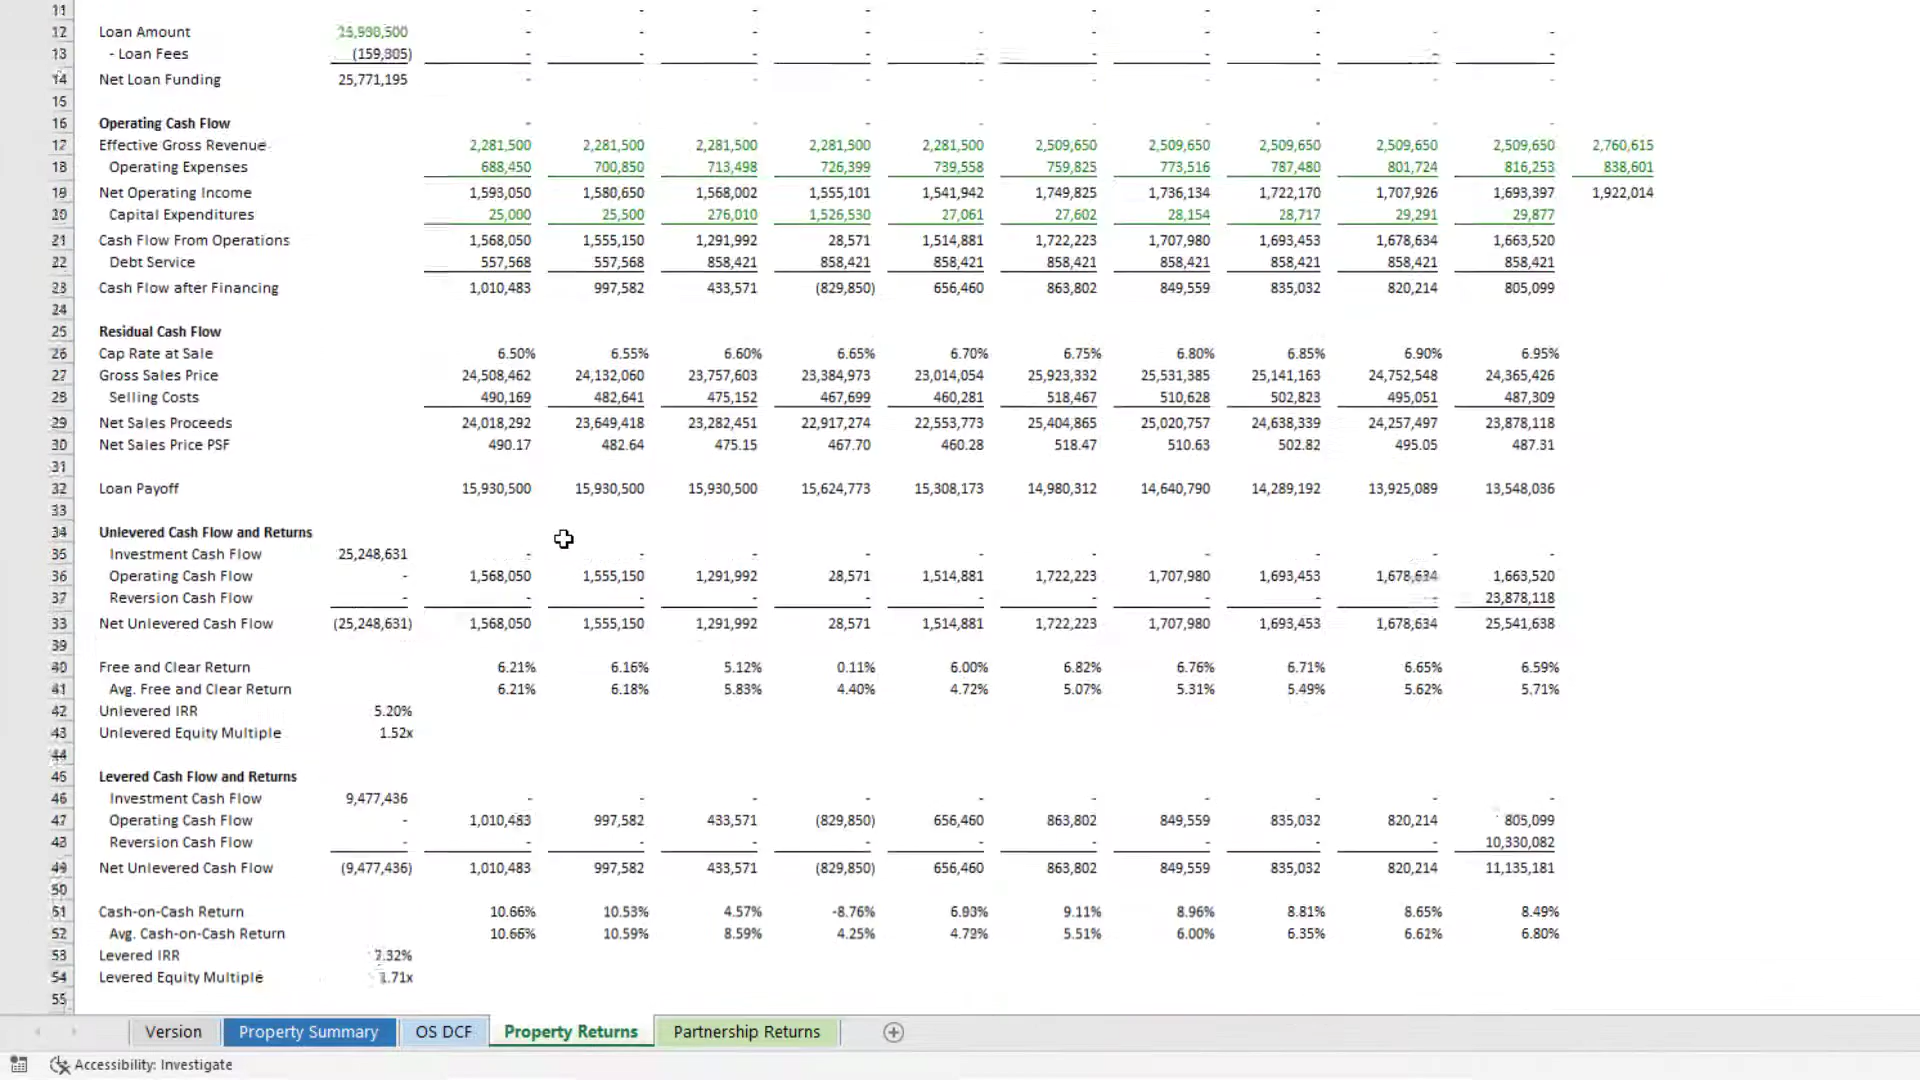 11 - - - - - - - -
12 Loan Amount - - - - - - - - - -
13 - Loan Fees (159,305) - - - - - - - - - -
14 Net Loan Funding 25,771,195 - - - - - - - - - -
15
16 Operating Cash Flow - - - - - - - - - -
17 Effective Gross Revenue 2,281,500 2,281,500 2,281,500 2,281,500 2,281,500 2,509,650 2,509,650 2,509,650 2,509,650 2,509,650 2,760,615
18 Operating Expenses 688,450 700,850 713,498 726,399 739,558 759,825 773,516 787,480 801,724 816,253 838,601
19 Net Operating Income 1,593,050 1,580,650 1,568,002 1,555,101 1,541,942 1,749,825 1,736,134 1,722,170 1,707,926 1,693,397 1,922,014
20 Capital Expenditures 25,000 25,500 276,010 1,526,530 27,061 27,602 28,154 28,717 29,291 29,877
21 Cash Flow From Operations 1,568,050 1,555,150 1,291,992 28,571 1,514,881 1,722,223 1,707,980 1,693,453 1,678,634 1,663,520
22 Debt Service 557,568 557,568 858,421 858,421 858,421 858,421 858,421 858,421 858,421 858,421
23 Cash Flow after Financing 1,010,483 997,582 433,571 (829,850) 656,460 863,802 849,559 835,032 820,214 805,099
24
25 Residual Cash Flow
26 Cap Rate at Sale 6.50% 6.55% 6.60% 6.65% 6.70% 6.75% 6.80% 6.85% 6.90% 6.95%
27 Gross Sales Price 24,508,462 24,132,060 23,757,603 23,384,973 23,014,054 25,923,332 25,531,385 25,141,163 24,752,548 24,365,426
28 Selling Costs 490,169 482,641 475,152 467,699 460,281 518,467 510,628 502,823 495,051 487,309
29 Net Sales Proceeds 24,018,292 23,649,418 23,282,451 22,917,274 22,553,773 25,404,865 25,020,757 24,638,339 24,257,497 23,878,118
30 Net Sales Price PSF 490.17 482.64 475.15 467.70 460.28 518.47 510.63 502.82 495.05 487.31
31
32 Loan Payoff 15,930,500 15,930,500 15,930,500 15,624,773 15,308,173 14,980,312 14,640,790 14,289,192 13,925,089 13,548,036
33
34 Unlevered Cash Flow and Returns
35 Investment Cash Flow 25,248,631 - - - - - - - - - -
36 Operating Cash Flow - 1,568,050 1,555,150 1,291,992 28,571 1,514,881 1,722,223 1,707,980 1,693,453 1,678,634 1,663,520
37 Reversion Cash Flow - - - - - - - - - - 23,878,118
33 Net Unlevered Cash Flow (25,248,631) 1,568,050 1,555,150 1,291,992 28,571 1,514,881 1,722,223 1,707,980 1,693,453 1,678,634 25,541,638
39
40 Free and Clear Return 6.21% 6.16% 5.12% 0.11% 6.00% 6.82% 6.76% 6.71% 6.65% 6.59%
41 Avg. Free and Clear Return 6.21% 6.18% 5.83% 4.40% 4.72% 5.07% 5.31% 5.49% 5.62% 5.71%
42 Unlevered IRR 5.20%
43 Unlevered Equity Multiple 1.52x
44
45 Levered Cash Flow and Returns
46 Investment Cash Flow 9,477,436 - - - - - - - - - -
47 Operating Cash Flow - 1,010,483 997,582 433,571 (829,850) 656,460 863,802 849,559 835,032 820,214 805,099
43 Reversion Cash Flow - - - - - - - - - - 10,330,082
49 Net Unlevered Cash Flow (9,477,436) 1,010,483 997,582 433,571 (829,850) 656,460 863,802 849,559 835,032 820,214 11,135,181
50
51 Cash-on-Cash Return 10.66% 10.53% 4.57% -8.76% 6.93% 9.11% 8.96% 8.81% 8.65% 8.49%
52 Avg. Cash-on-Cash Return 10.66% 10.59% 8.59% 4.25% 4.79% 5.51% 6.00% 6.35% 6.62% 6.80%
53 Levered IRR 7.32%
54 Levered Equity Multiple 1.71x
55
Version Property Summary OS DCF Property Returns Partnership Returns
Accessibility: Investigate